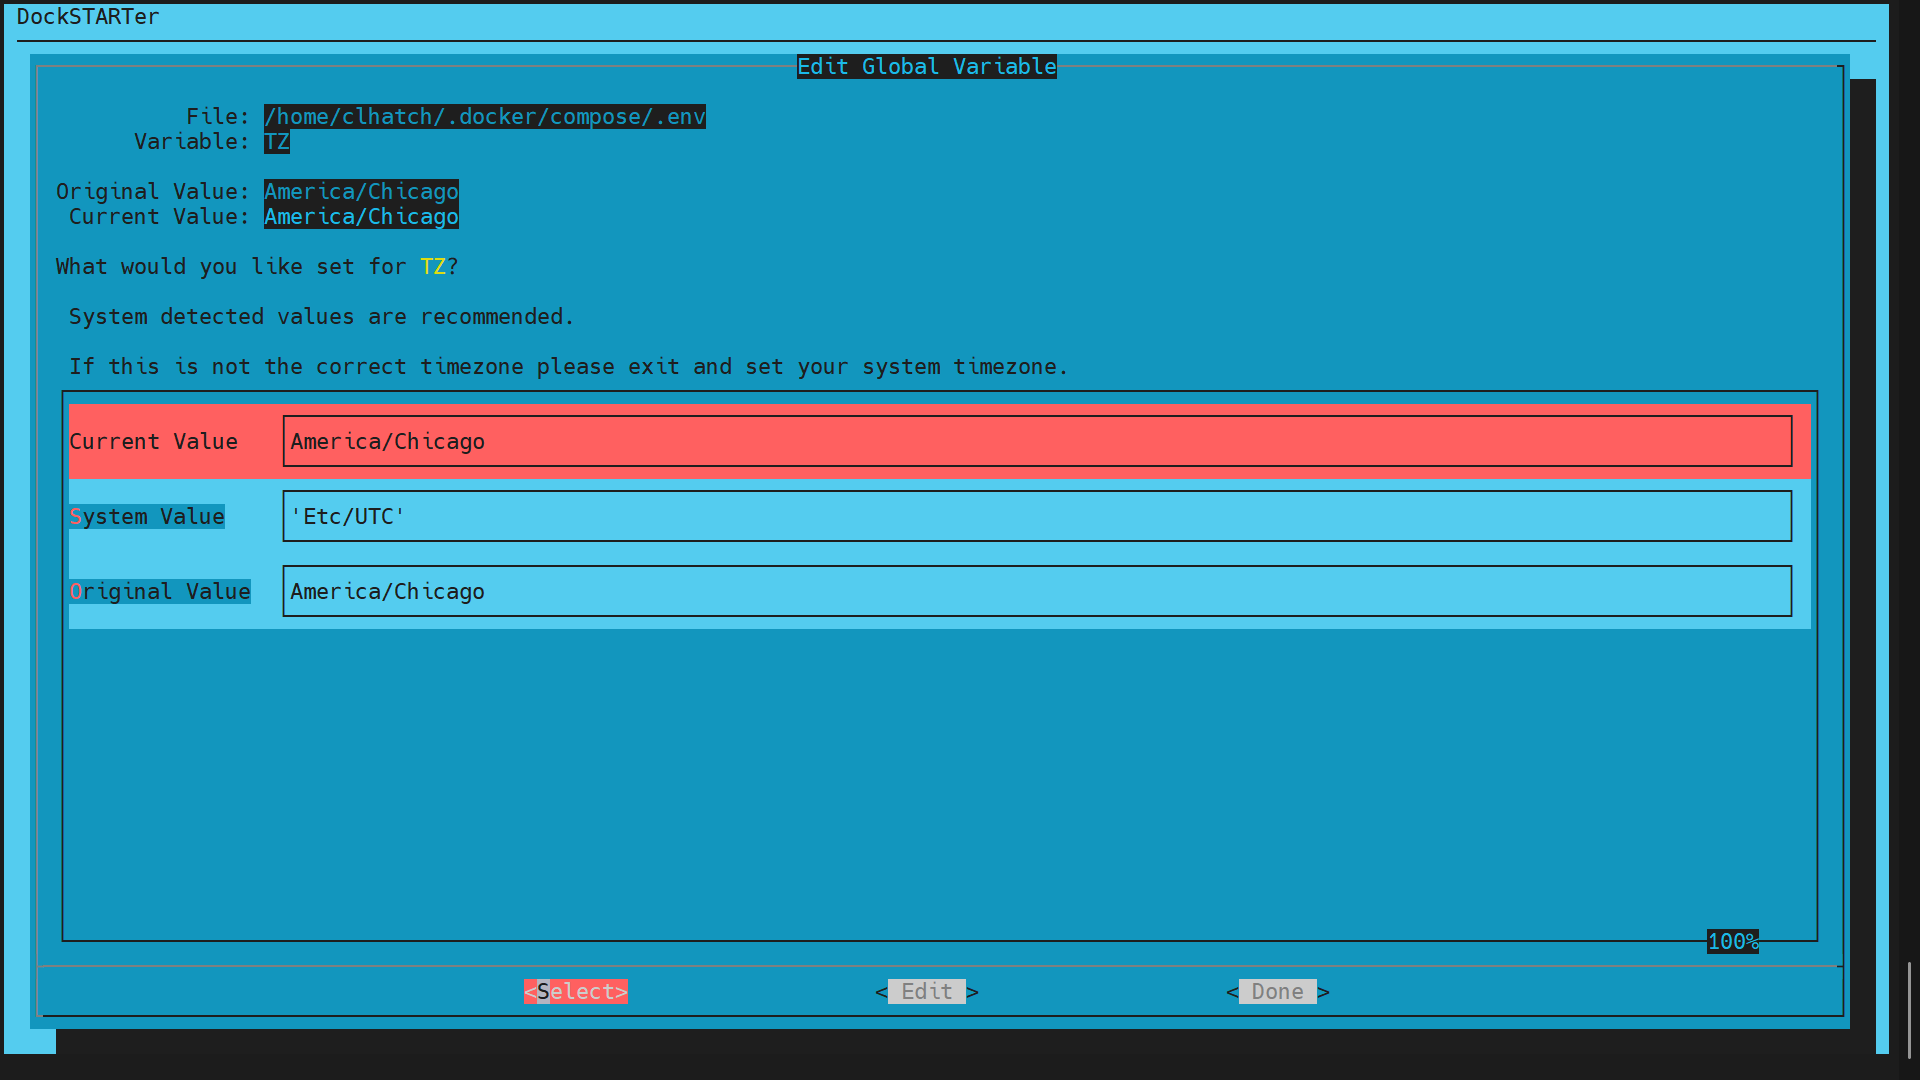 DockSTARTer
Edit Global Variable
File: /home/clhatch/.docker/compose/.env
Variable: TZ
Original Value: America/Chicago
Current Value: America/Chicago
What would you like set for TZ?
System detected values are recommended.
If this is not the correct timezone please exit and set your system timezone.
Current Value America/Chicago
System Value 'Etc/UTC'
Original Value America/Chicago
100%
<Select> < Edit > < Done >